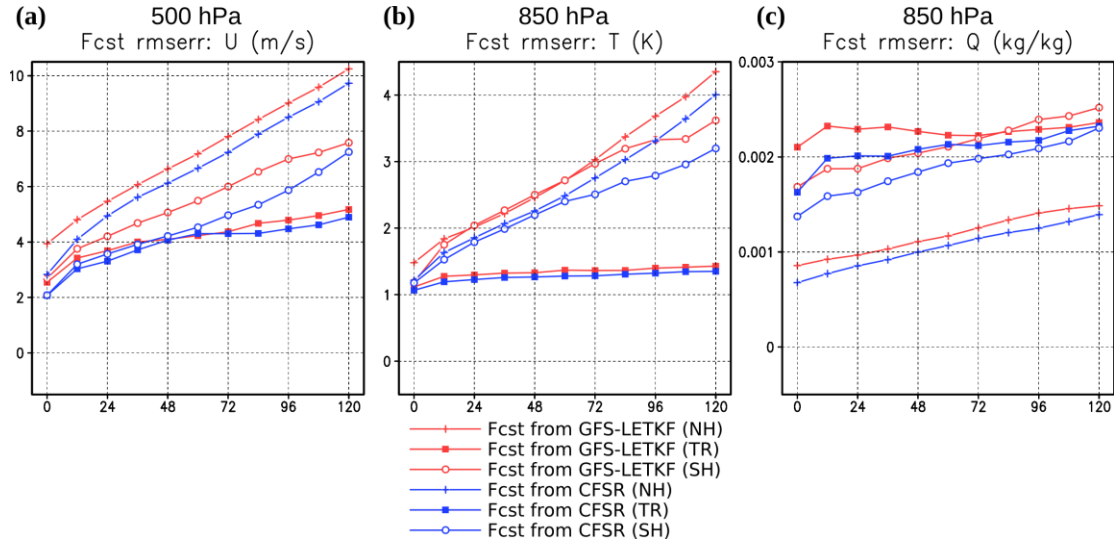 (a) 500 hPa
Fcst rmserr: U (m/s)
10
8
6
4
2
0
0 24 48 72 96 120
(b) 850 hPa
Fcst rmserr: T (K)
4
3
2
1
0
0 24 48 72 96 120
(c) 850 hPa
Fcst rmserr: Q (kg/kg)
0.003
0.002
0.001
0
0 24 48 72 96 120
Fcst from GFS-LETKF (NH)
Fcst from GFS-LETKF (TR)
Fcst from GFS-LETKF (SH)
Fcst from CFSR (NH)
Fcst from CFSR (TR)
Fcst from CFSR (SH)